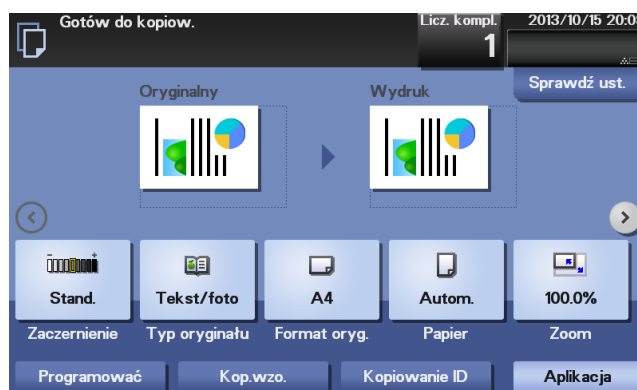 Gotów do kopiow.
Licz. kompl.
1
2013/10/15 20:0
Sprawdź ust.
Oryginalny
Wydruk
Stand.
Tekst/foto
A4
Autom.
100.0%
Zaczernienie
Typ oryginału
Format oryg.
Papier
Zoom
Programować
Kop.wzo.
Kopiowanie ID
Aplikacja